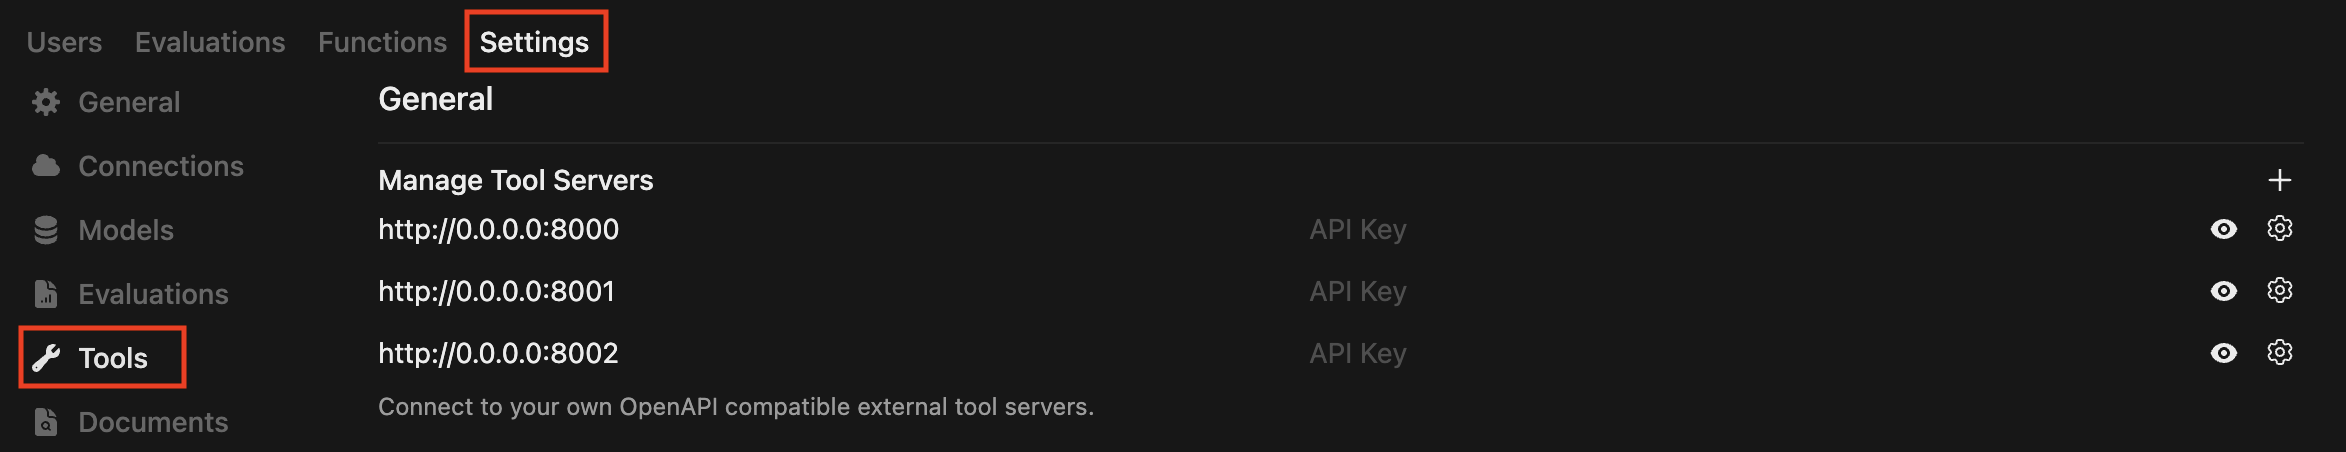 Users Evaluations Functions Settings
General
Connections
Models
Evaluations
Tools
Documents
General
Manage Tool Servers
http://0.0.0.0:8000 API Key
http://0.0.0.0:8001 API Key
http://0.0.0.0:8002 API Key
Connect to your own OpenAPI compatible external tool servers.